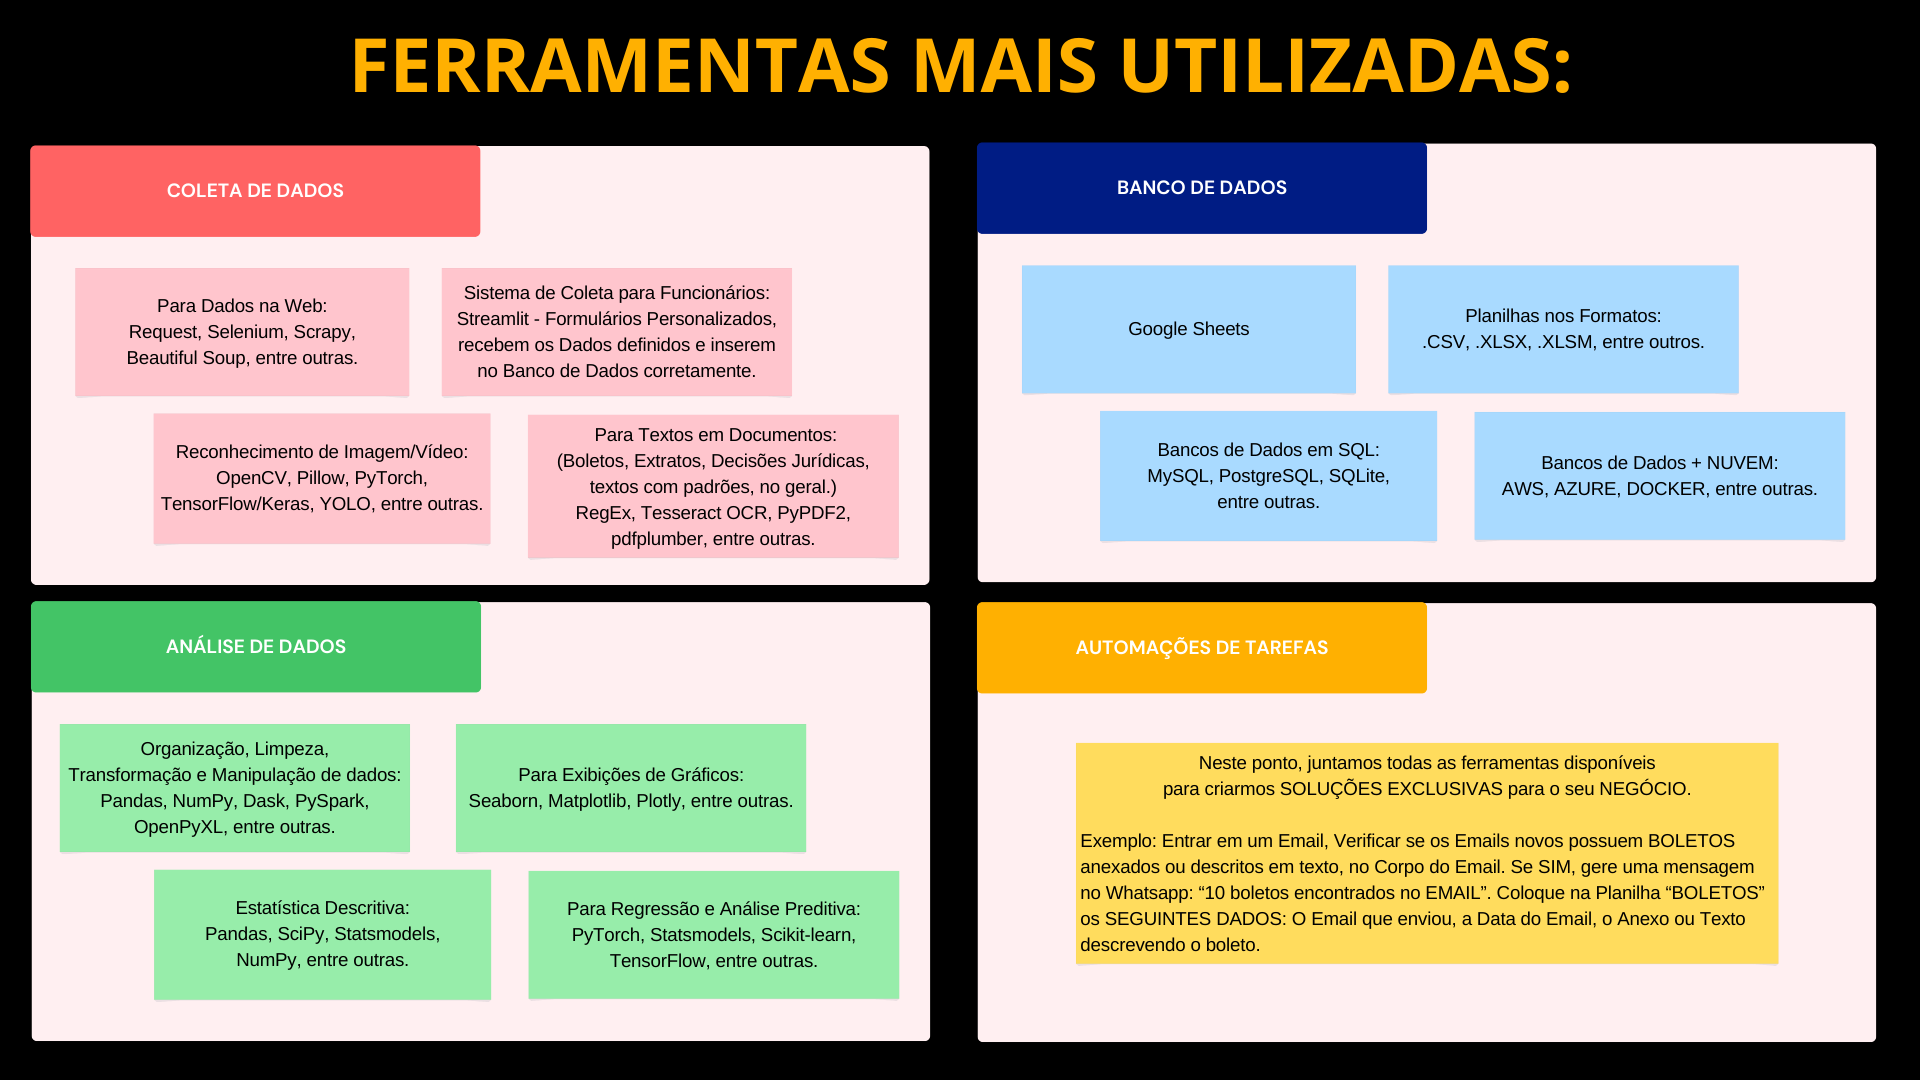 FERRAMENTAS MAIS UTILIZADAS:
COLETA DE DADOS
Para Dados na Web:
Request, Selenium, Scrapy,
Beautiful Soup, entre outras.
Sistema de Coleta para Funcionários:
Streamlit - Formulários Personalizados,
recebem os Dados definidos e inserem
no Banco de Dados corretamente.
Reconhecimento de Imagem/Vídeo:
OpenCV, Pillow, PyTorch,
TensorFlow/Keras, YOLO, entre outras.
Para Textos em Documentos:
(Boletos, Extratos, Decisões Jurídicas,
textos com padrões, no geral.)
RegEx, Tesseract OCR, PyPDF2,
pdfplumber, entre outras.
BANCO DE DADOS
Google Sheets
Planilhas nos Formatos:
.CSV, .XLSX, .XLSM, entre outros.
Bancos de Dados em SQL:
MySQL, PostgreSQL, SQLite,
entre outras.
Bancos de Dados + NUVEM:
AWS, AZURE, DOCKER, entre outras.
ANÁLISE DE DADOS
Organização, Limpeza,
Transformação e Manipulação de dados:
Pandas, NumPy, Dask, PySpark,
OpenPyXL, entre outras.
Para Exibições de Gráficos:
Seaborn, Matplotlib, Plotly, entre outras.
Estatística Descritiva:
Pandas, SciPy, Statsmodels,
NumPy, entre outras.
Para Regressão e Análise Preditiva:
PyTorch, Statsmodels, Scikit-learn,
TensorFlow, entre outras.
AUTOMAÇÕES DE TAREFAS
Neste ponto, juntamos todas as ferramentas disponíveis
para criarmos SOLUÇÕES EXCLUSIVAS para o seu NEGÓCIO.
Exemplo: Entrar em um Email, Verificar se os Emails novos possuem BOLETOS
anexados ou descritos em texto, no Corpo do Email. Se SIM, gere uma mensagem
no Whatsapp: “10 boletos encontrados no EMAIL”. Coloque na Planilha “BOLETOS”
os SEGUINTES DADOS: O Email que enviou, a Data do Email, o Anexo ou Texto
descrevendo o boleto.